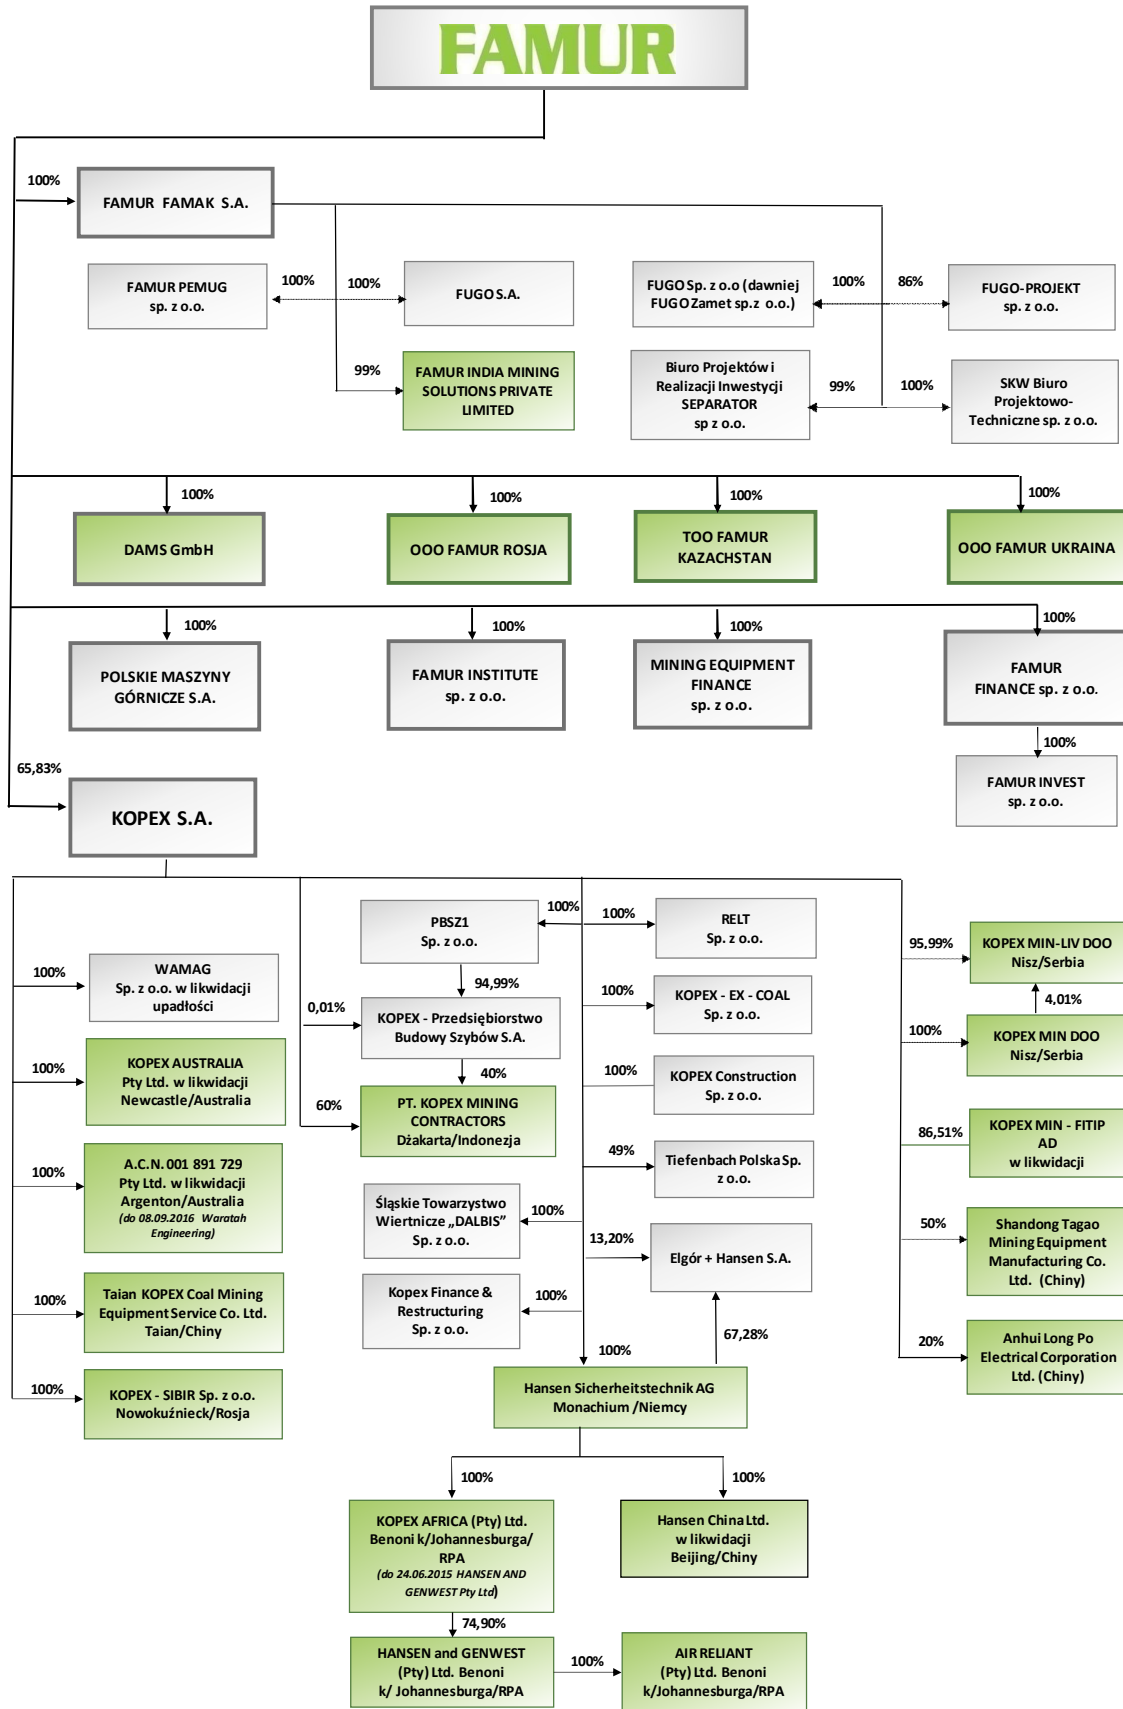 FAMUR
100%
FAMUR FAMAK S.A.
FAMUR PEMUG
sp. z o.o.
100%
100%
FUGO S.A.
FUGO Sp. z o.o (dawniej
FUGO Zamet sp.z o.o.)
100%
86%
FUGO-PROJEKT
sp. z o.o.
99%
FAMUR INDIA MINING
SOLUTIONS PRIVATE
LIMITED
Biuro Projektów i
Realizacji Inwestycji
SEPARATOR
sp z o.o.
99%
100%
SKW Biuro
Projektowo-
Techniczne sp. z o.o.
100%
100%
100%
100%
DAMS GmbH
OOO FAMUR ROSJA
TOO FAMUR
KAZACHSTAN
OOO FAMUR UKRAINA
100%
100%
100%
100%
POLSKIE MASZYNY
GÓRNICZE S.A.
FAMUR INSTITUTE
sp. z o.o.
MINING EQUIPMENT
FINANCE
sp. z o.o.
FAMUR
FINANCE sp. z o.o.
100%
FAMUR INVEST
sp. z o.o.
65,83%
KOPEX S.A.
100%
WAMAG
Sp. z o.o. w likwidacji
upadłości
100%
KOPEX AUSTRALIA
Pty Ltd. w likwidacji
Newcastle/Australia
100%
A.C.N. 001 891 729
Pty Ltd. w likwidacji
Argenton/Australia
(do 08.09.2016 Waratah
Engineering)
100%
Taian KOPEX Coal Mining
Equipment Service Co. Ltd.
Taian/Chiny
100%
KOPEX - SIBIR Sp. z o.o.
Nowokuźnieck/Rosja
PBSZ1
Sp. z o.o.
100%
100%
RELT
Sp. z o.o.
94,99%
0,01%
KOPEX - Przedsiębiorstwo
Budowy Szybów S.A.
100%
KOPEX - EX - COAL
Sp. z o.o.
40%
60%
PT. KOPEX MINING
CONTRACTORS
Dżakarta/Indonezja
100%
KOPEX Construction
Sp. z o.o.
49%
Tiefenbach Polska Sp.
z o.o.
Śląskie Towarzystwo
Wiertnicze „DALBIS”
Sp. z o.o.
100%
13,20%
Elgór + Hansen S.A.
Kopex Finance &
Restructuring
Sp. z o.o.
100%
67,28%
100%
Hansen Sicherheitstechnik AG
Monachium /Niemcy
95,99%
KOPEX MIN-LIV DOO
Nisz/Serbia
4,01%
100%
KOPEX MIN DOO
Nisz/Serbia
86,51%
KOPEX MIN - FITIP
AD
w likwidacji
50%
Shandong Tagao
Mining Equipment
Manufacturing Co.
Ltd. (Chiny)
20%
Anhui Long Po
Electrical Corporation
Ltd. (Chiny)
100%
100%
KOPEX AFRICA (Pty) Ltd.
Benoni k/Johannesburga/
RPA
(do 24.06.2015 HANSEN AND
GENWEST Pty Ltd)
Hansen China Ltd.
w likwidacji
Beijing/Chiny
74,90%
HANSEN and GENWEST
(Pty) Ltd. Benoni
k/ Johannesburga/RPA
100%
AIR RELIANT
(Pty) Ltd. Benoni
k/Johannesburga/RPA